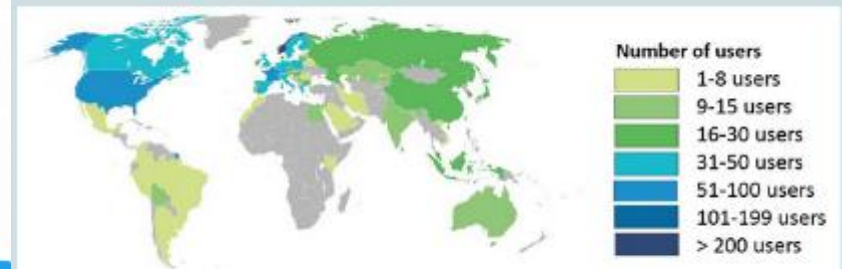 Number of users
1-8 users
9-15 users
16-30 users
31-50 users
51-100 users
101-199 users
> 200 users